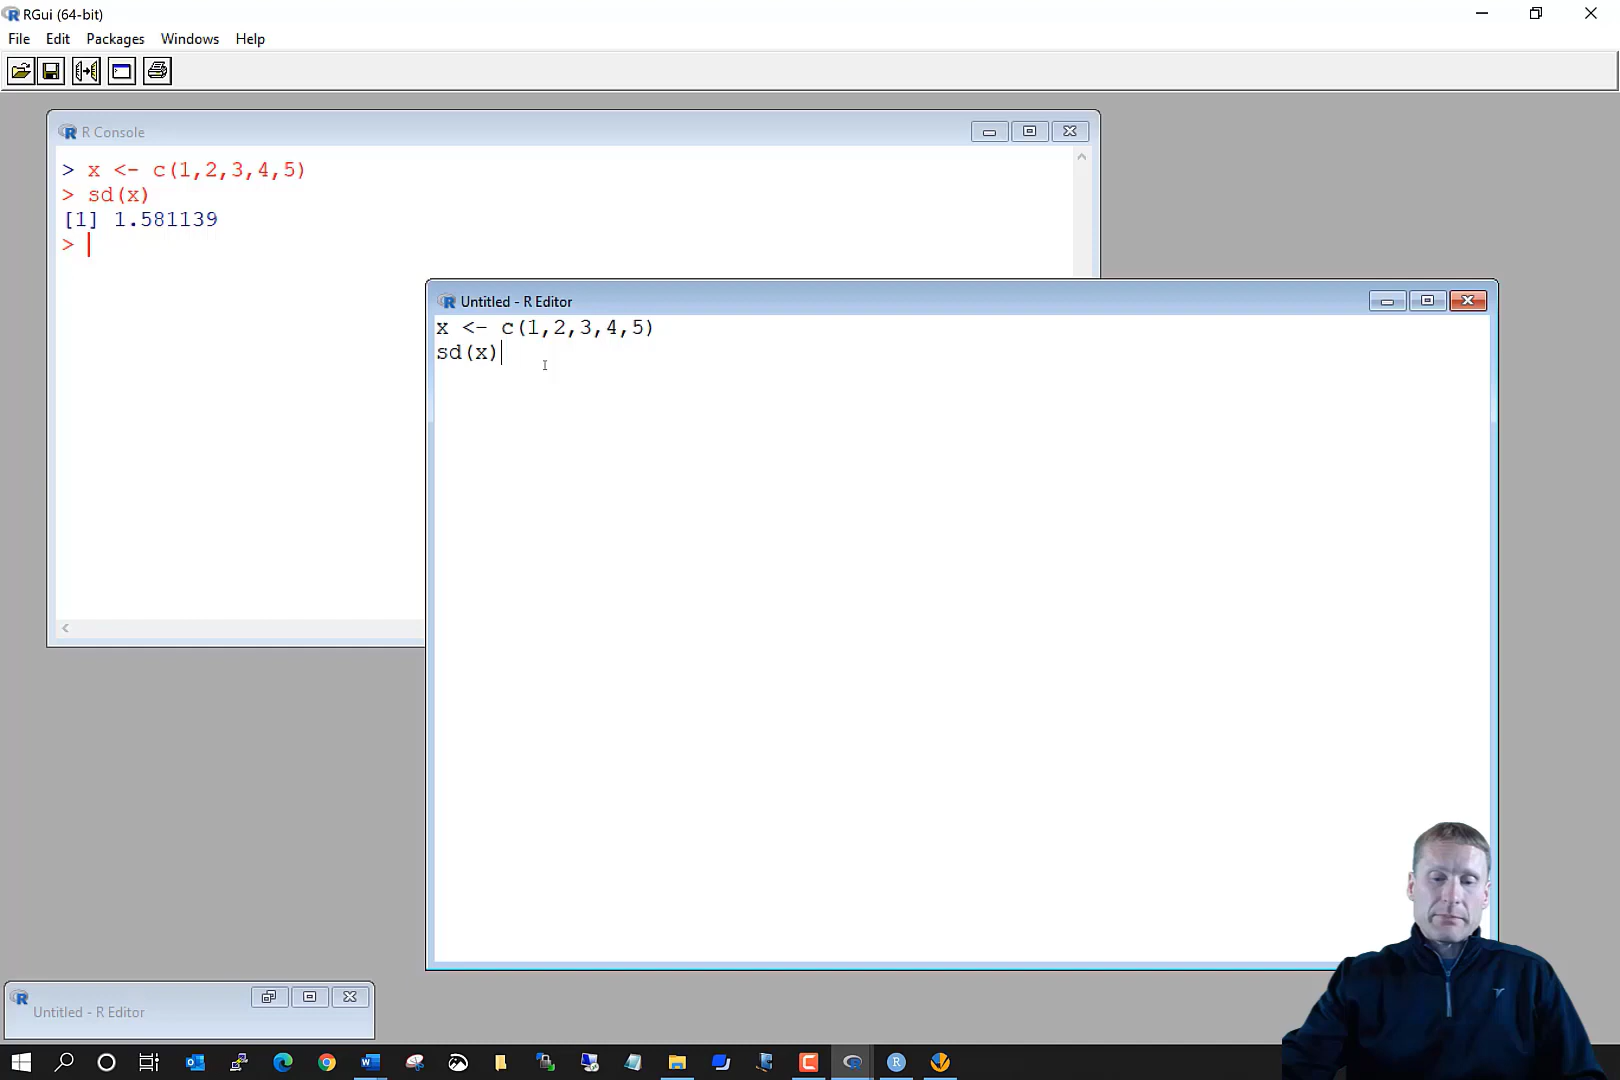 RGui (64-bit)
File Edit Packages Windows Help
R Console
> x <- c(1,2,3,4,5)
> sd(x)
[1] 1.581139
>
Untitled - R Editor
x <- c(1,2,3,4,5)
sd(x)
Untitled - R Editor